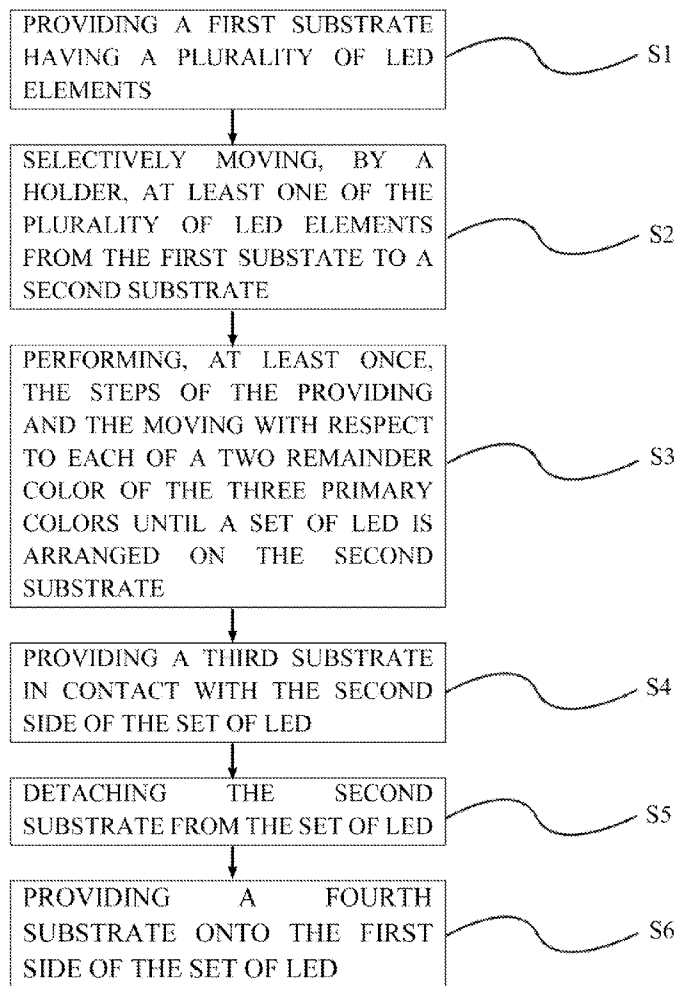 PROVIDING A FIRST SUBSTRATE
HAVING A PLURALITY OF LED
ELEMENTS
S1
SELECTIVELY MOVING, BY A
HOLDER, AT LEAST ONE OF THE
PLURALITY OF LED ELEMENTS
FROM THE FIRST SUBSTATE TO A
SECOND SUBSTRATE
S2
PERFORMING, AT LEAST ONCE,
THE STEPS OF THE PROVIDING
AND THE MOVING WITH RESPECT
TO EACH OF A TWO REMAINDER
COLOR OF THE THREE PRIMARY
COLORS UNTIL A SET OF LED IS
ARRANGED ON THE SECOND
SUBSTRATE
S3
PROVIDING A THIRD SUBSTRATE
IN CONTACT WITH THE SECOND
SIDE OF THE SET OF LED
S4
DETACHING THE SECOND
SUBSTRATE FROM THE SET OF LED
S5
PROVIDING A FOURTH
SUBSTRATE ONTO THE FIRST
SIDE OF THE SET OF LED
S6